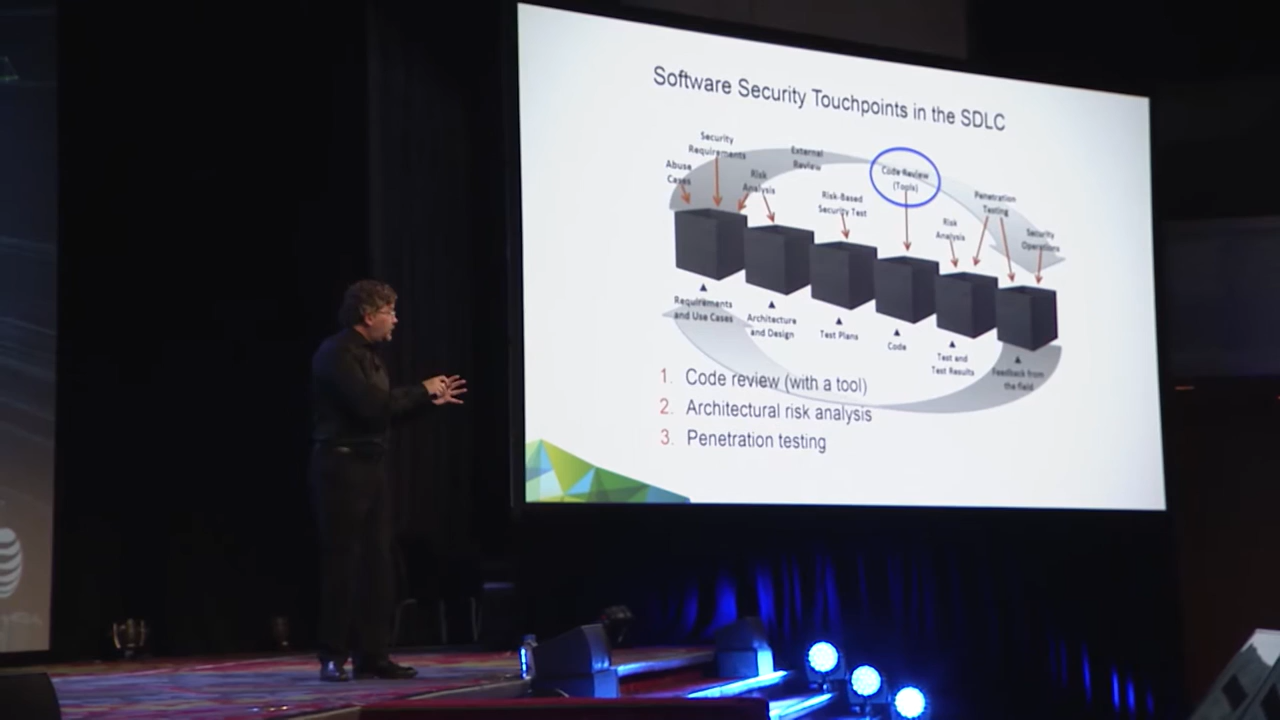 Software Security Touchpoints in the SDLC
Security
Requirements
Abuse
Cases
Risk
Analysis
External
Review
Risk-Based
Security Test
Code Review
(Tools)
Risk
Analysis
Penetration
Testing
Security
Operations
Requirements
and Use Cases
Architecture
and Design
Test Plans
Code
Test and
Test Results
Feedback from
the field
1. Code review (with a tool)
2. Architectural risk analysis
3. Penetration testing